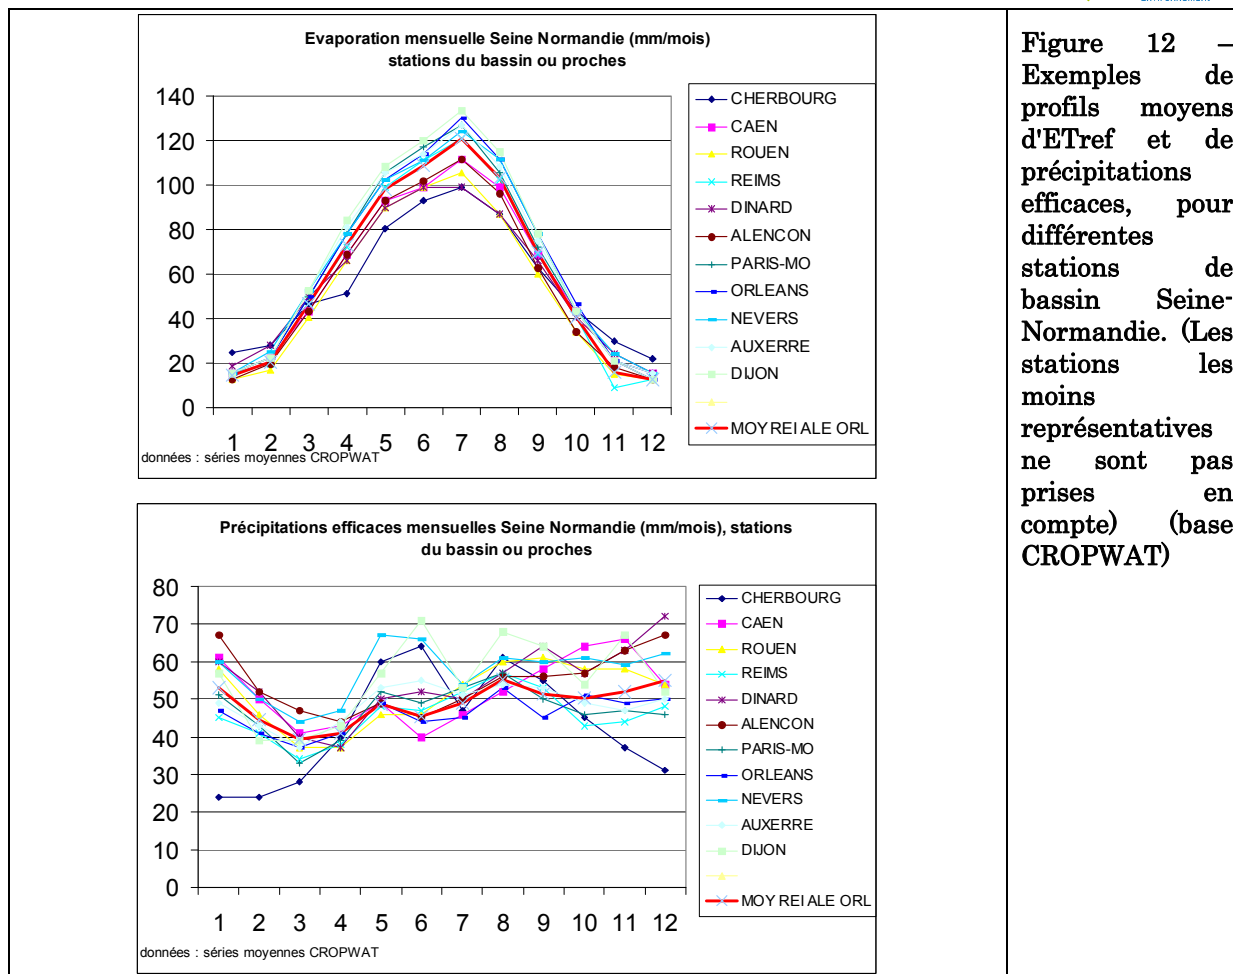 Evaporation mensuelle Seine Normandie (mm/mois)
stations du bassin ou proches
140
120
100
80
60
40
20
0
1 2 3 4 5 6 7 8 9 10 11 12
données : séries moyennes CROPWAT
CHERBOURG
CAEN
ROUEN
REIMS
DINARD
ALENCON
PARIS-MO
ORLEANS
NEVERS
AUXERRE
DIJON
MOY REI ALE ORL
Précipitations efficaces mensuelles Seine Normandie (mm/mois), stations
du bassin ou proches
80
70
60
50
40
30
20
10
0
1 2 3 4 5 6 7 8 9 10 11 12
données : séries moyennes CROPWAT
CHERBOURG
CAEN
ROUEN
REIMS
DINARD
ALENCON
PARIS-MO
ORLEANS
NEVERS
AUXERRE
DIJON
MOY REI ALE ORL
Figure 12 –
Exemples de
profils moyens
d'ETref et de
précipitations
efficaces, pour
différentes
stations de
bassin Seine-
Normandie. (Les
stations les
moins
représentatives
ne sont pas
prises en
compte) (base
CROPWAT)